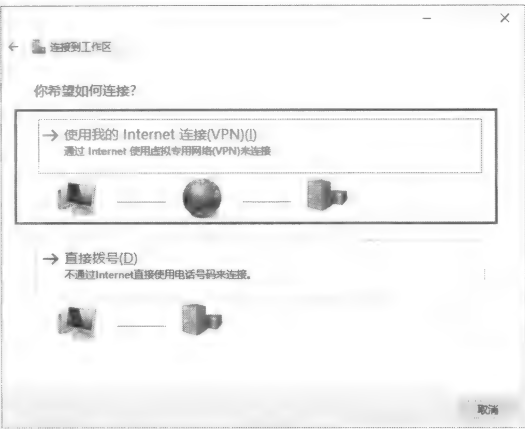 连接到工作区
你希望如何连接?
→ 使用我的 Internet 连接(VPN)(I)
通过 Internet 使用虚拟专用网络(VPN)来连接
→ 直接拨号(D)
不通过Internet直接使用电话号码来连接。
取消